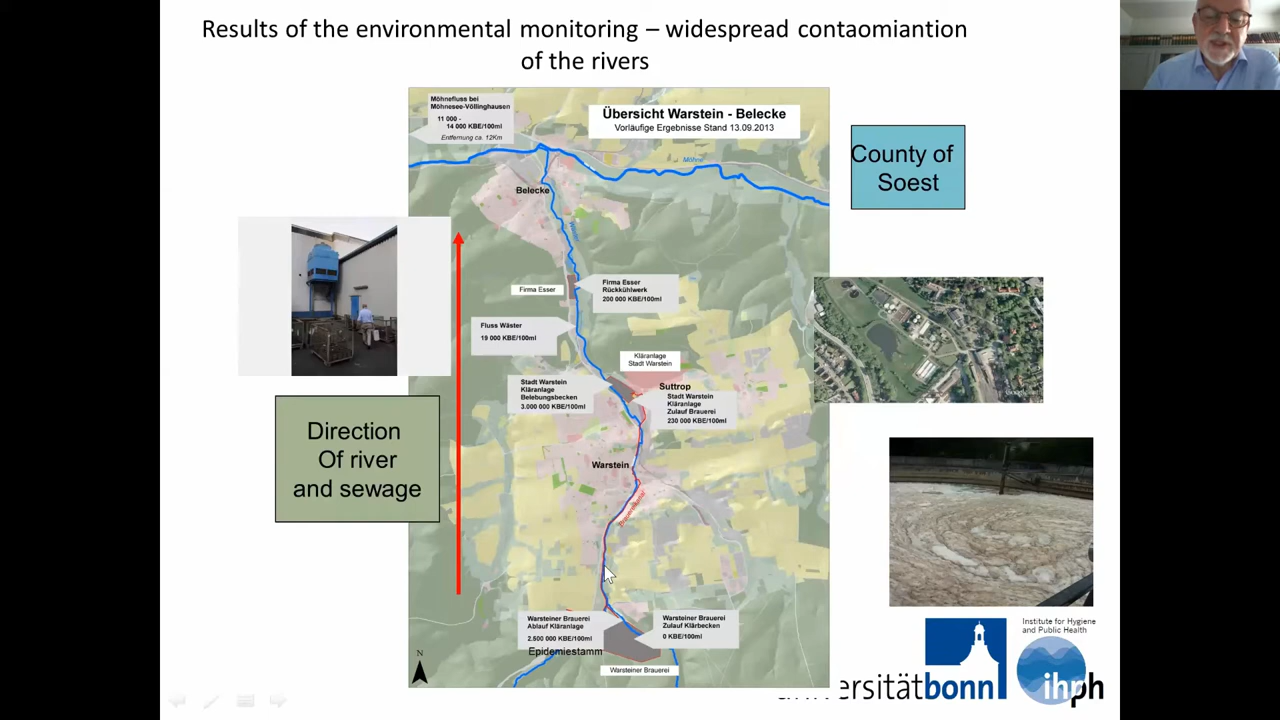 Results of the environmental monitoring – widespread contaomiantion
of the rivers
Möhnefluss bei
Möhnesee-Völlinghausen
11 000 -
14 000 KBE/100ml
Entfernung ca. 12Km
Übersicht Warstein - Belecke
Vorläufige Ergebnisse Stand 13.09.2013
Möhne
County of
Soest
Belecke
Wäster
Firma Esser
Firma Esser
Rückkühlwerk
200 000 KBE/100ml
Fluss Wäster
19 000 KBE/100ml
Kläranlage
Stadt Warstein
Stadt Warstein
Kläranlage
Belebungsbecken
3.000 000 KBE/100ml
Suttrop
Stadt Warstein
Kläranlage
Zulauf Brauerei
230 000 KBE/100ml
Direction
Of river
and sewage
Warstein
Brauereikanal
Warsteiner Brauerei
Ablauf Kläranlage
2.500 000 KBE/100ml
Epidemiestamm
Warsteiner Brauerei
Zulauf Klärbecken
0 KBE/100ml
Warsteiner Brauerei
N
Google
Institute for Hygiene
and Public Health
universitätbonn
ihph